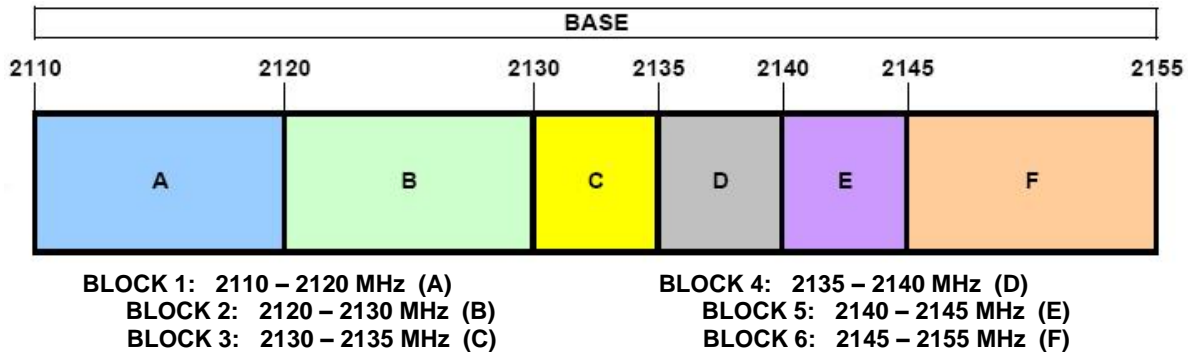 BASE
2110 2120 2130 2135 2140 2145 2155
A B C D E F
BLOCK 1: 2110 – 2120 MHz (A)
BLOCK 2: 2120 – 2130 MHz (B)
BLOCK 3: 2130 – 2135 MHz (C)
BLOCK 4: 2135 – 2140 MHz (D)
BLOCK 5: 2140 – 2145 MHz (E)
BLOCK 6: 2145 – 2155 MHz (F)